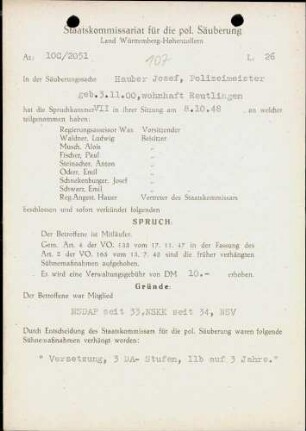 Staatskommissariat für die pol. Säuberung
Land Württemberg-Hohenzollern
Az: 10C/2051 107 L. 26
In der Säuberungssache Hauber Josef, Polizeimeister
geb.3.11.00,wohnhaft Reutlingen
hat die Spruchkammer VII in ihrer Sitzung am 8.10.48 , an welcher
teilgenommen haben:
Regierungsassessor Wax Vorsitzender
Waldner, Ludwig Beisitzer
Musch, Alois "
Fischer, Paul "
Steinacher, Anton "
Oden, Emil "
Schnekenburger, Josef "
Schwarz, Emil "
Reg.Angest. Hauer Vertreter des Staatskommissars
beschlossen und sofort verkündet folgenden
SPRUCH.
Der Betroffene ist Mitläufer.
Gem. Art. 4 der VO. 133 vom 17. 11. 47 in der Fassung des
Art. 2 der VO. 165 vom 13. 7. 48 sind die früher verhängten
Sühnemaßnahmen aufgehoben.
Es wird eine Verwaltungsgebühr von DM 10.- erhoben.
Gründe:
Der Betroffene war Mitglied
NSDAP seit 33,NSKK seit 34, NSV
Durch Entscheidung des Staatskommissars für die pol. Säuberung waren folgende
Sühnemaßnahmen verhängt worden:
" Versetzung, 3 DA- Stufen, 11b auf 3 Jahre."